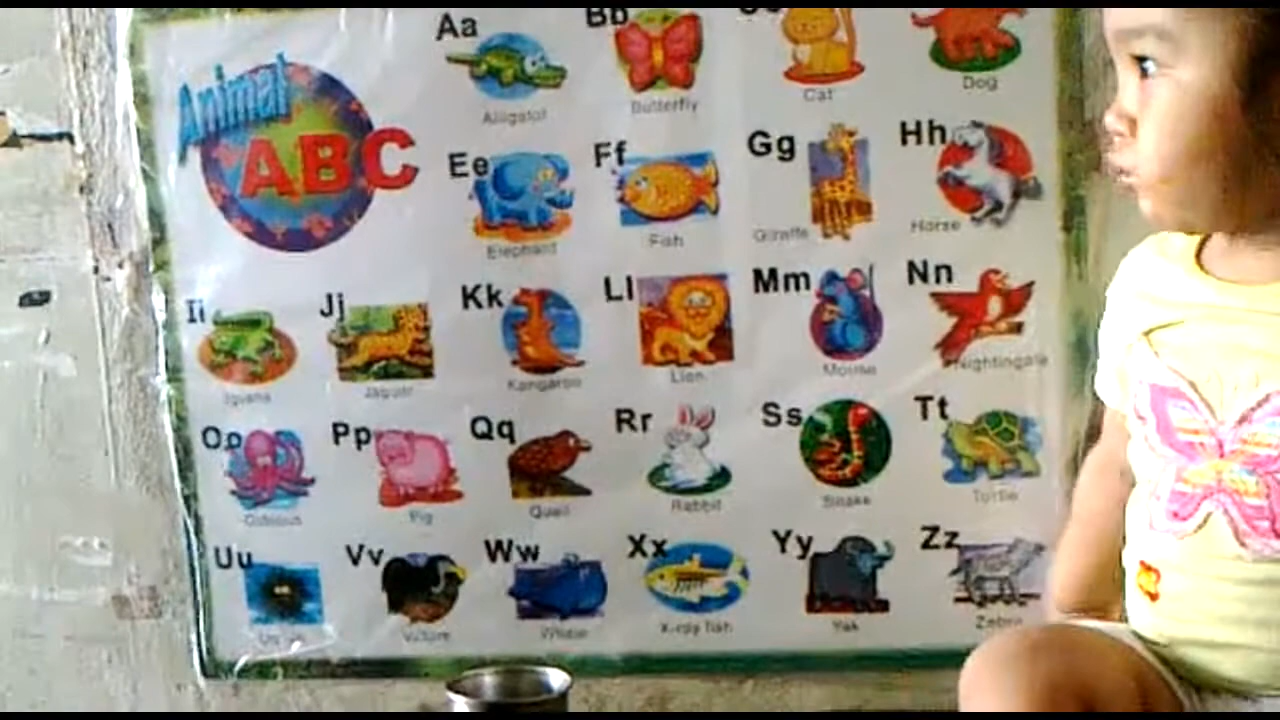 Animal
ABC
Aa Bb
Alligator Butterfly Cat Dog
Ee Ff Gg Hh
Elephant Fish Giraffe Horse
Ii Jj Kk Ll Mm Nn
Iguana Jaguar Kangaroo Lion Mouse Nightingale
Oo Pp Qq Rr Ss Tt
Octopus Pig Quail Rabbit Snake Turtle
Uu Vv Ww Xx Yy Zz
Vulture Whale X-ray fish Yak Zebra